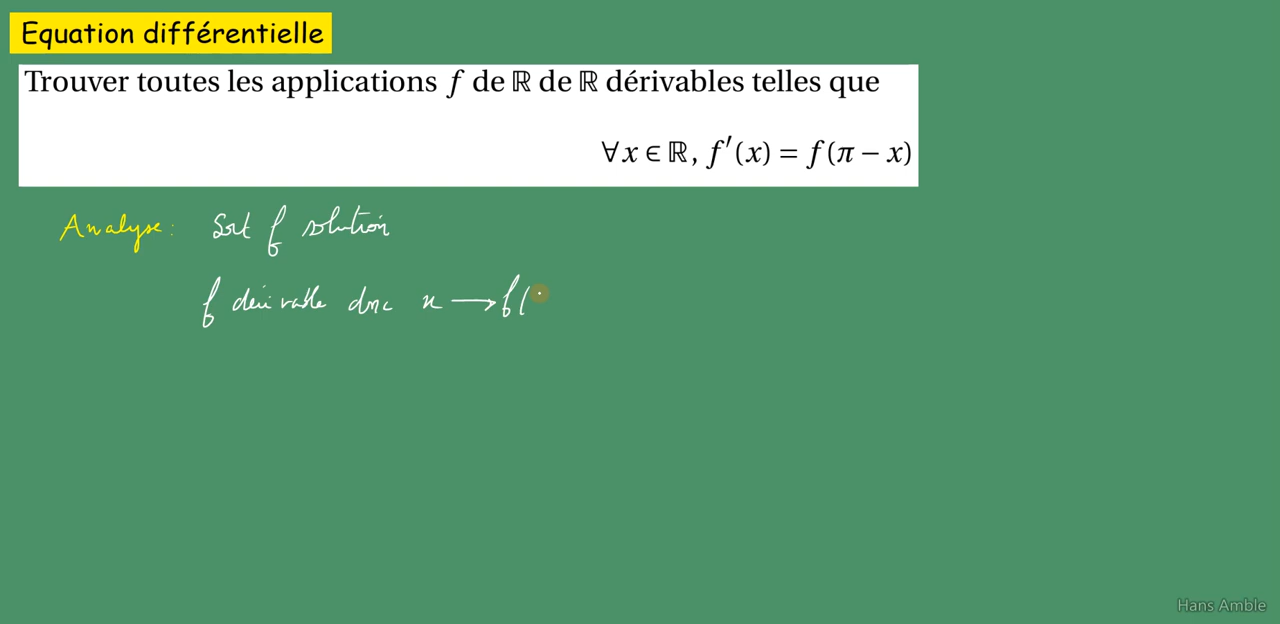 Equation différentielle
Trouver toutes les applications f de ℝ de ℝ dérivables telles que
∀x ∈ ℝ, f′(x) = f(π − x)
Analyse : Soit f solution
f dérivable donc x ⟶ f(
Hans Amble